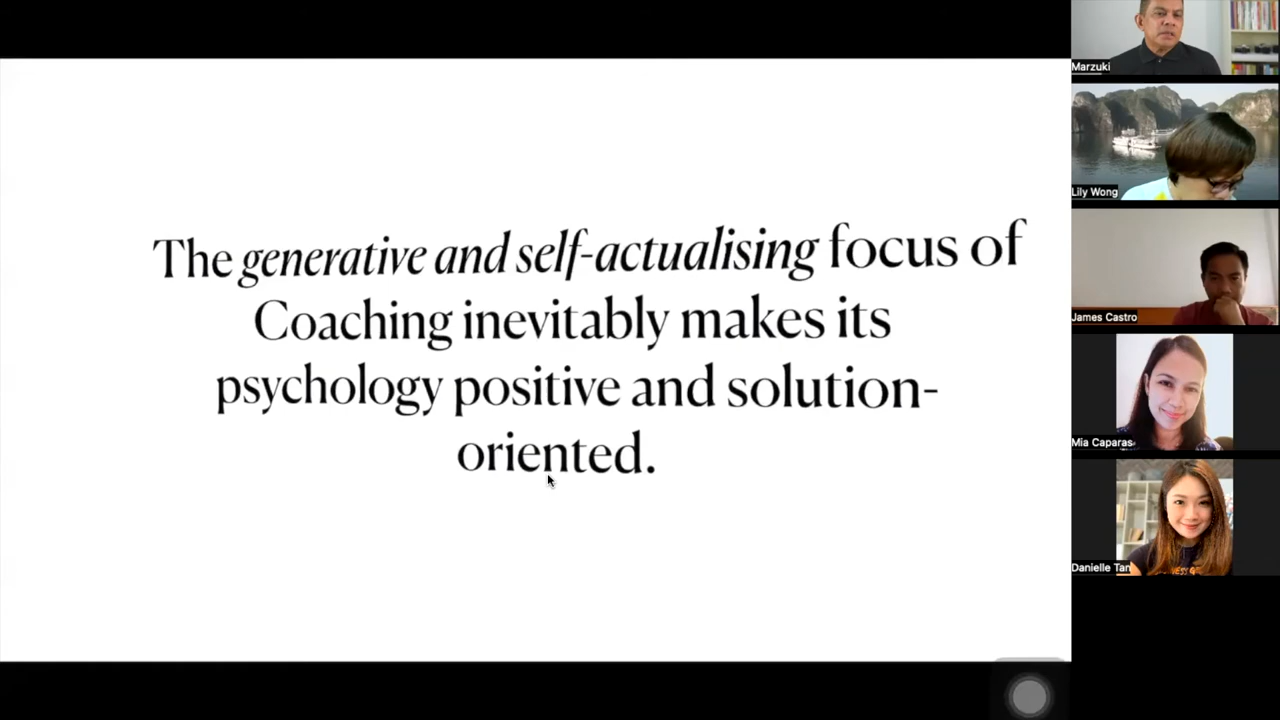 The generative and self-actualising focus of
Coaching inevitably makes its
psychology positive and solution-
oriented.
Marzuki
Lily Wong
James Castro
Mia Caparas
Danielle Tan